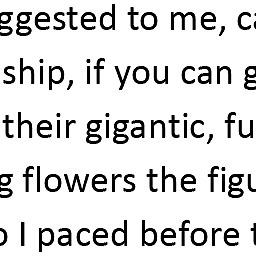 ggested to me, ca
ship, if you can g
their gigantic, fu
g flowers the figu
o I paced before t